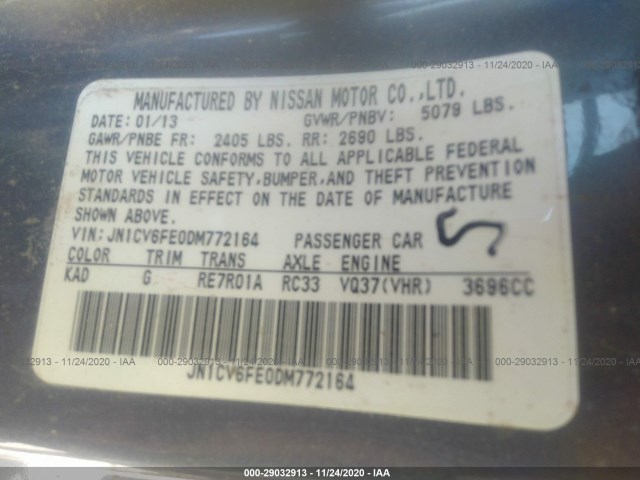 MANUFACTURED BY NISSAN MOTOR CO.,LTD.
DATE: 01/13 GVWR/PNBV: 5079 LBS.
GAWR/PNBE FR: 2405 LBS. RR: 2690 LBS.
THIS VEHICLE CONFORMS TO ALL APPLICABLE FEDERAL
MOTOR VEHICLE SAFETY,BUMPER,AND THEFT PREVENTION
STANDARDS IN EFFECT ON THE DATE OF MANUFACTURE
SHOWN ABOVE.
VIN: JN1CV6FE0DM772164 PASSENGER CAR 5
COLOR TRIM TRANS AXLE ENGINE
KAD G RE7R01A RC33 VQ37(VHR) 3696CC
JN1CV6FE0DM772164
000-29032913 - 11/24/2020 - IAA